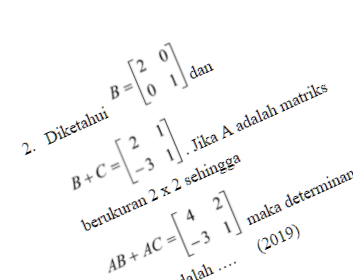 2. Diketahui B = [2 0; 0 1] dan
B + C = [2 1; -3 1]. Jika A adalah matriks
berukuran 2 x 2 sehingga
AB + AC = [4 2; -3 1] maka determinan
.... (2019)